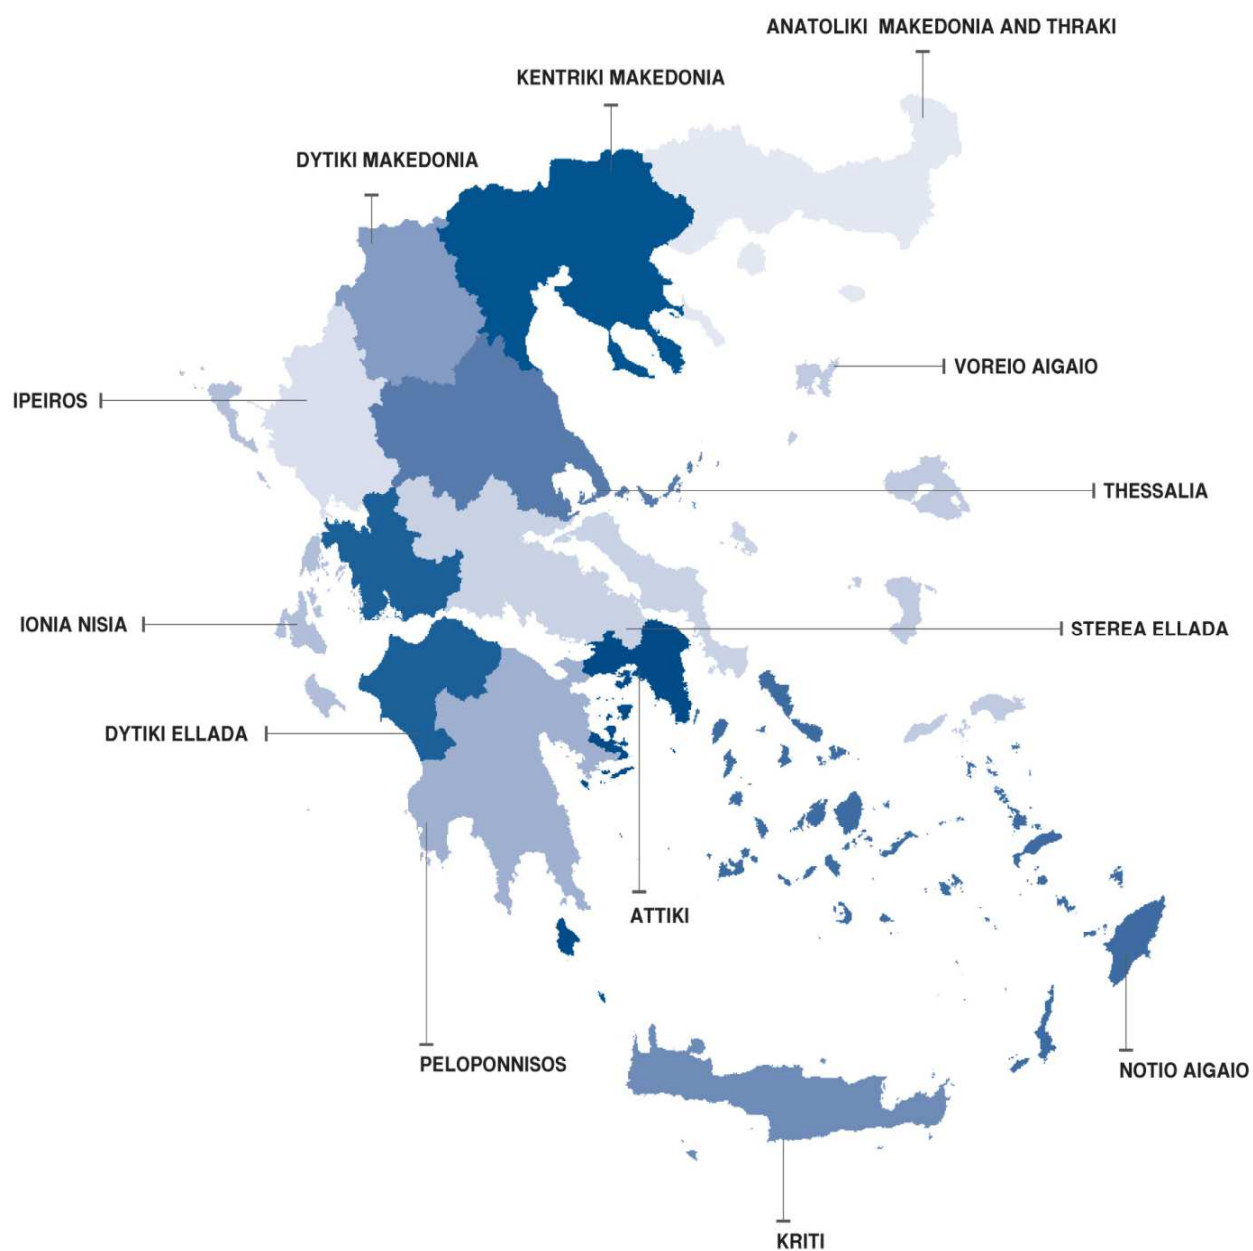 ANATOLIKI MAKEDONIA AND THRAKI
KENTRIKI MAKEDONIA
DYTIKI MAKEDONIA
VOREIO AIGAIO
IPEIROS
THESSALIA
IONIA NISIA
STEREA ELLADA
DYTIKI ELLADA
ATTIKI
PELOPONNISOS
NOTIO AIGAIO
KRITI